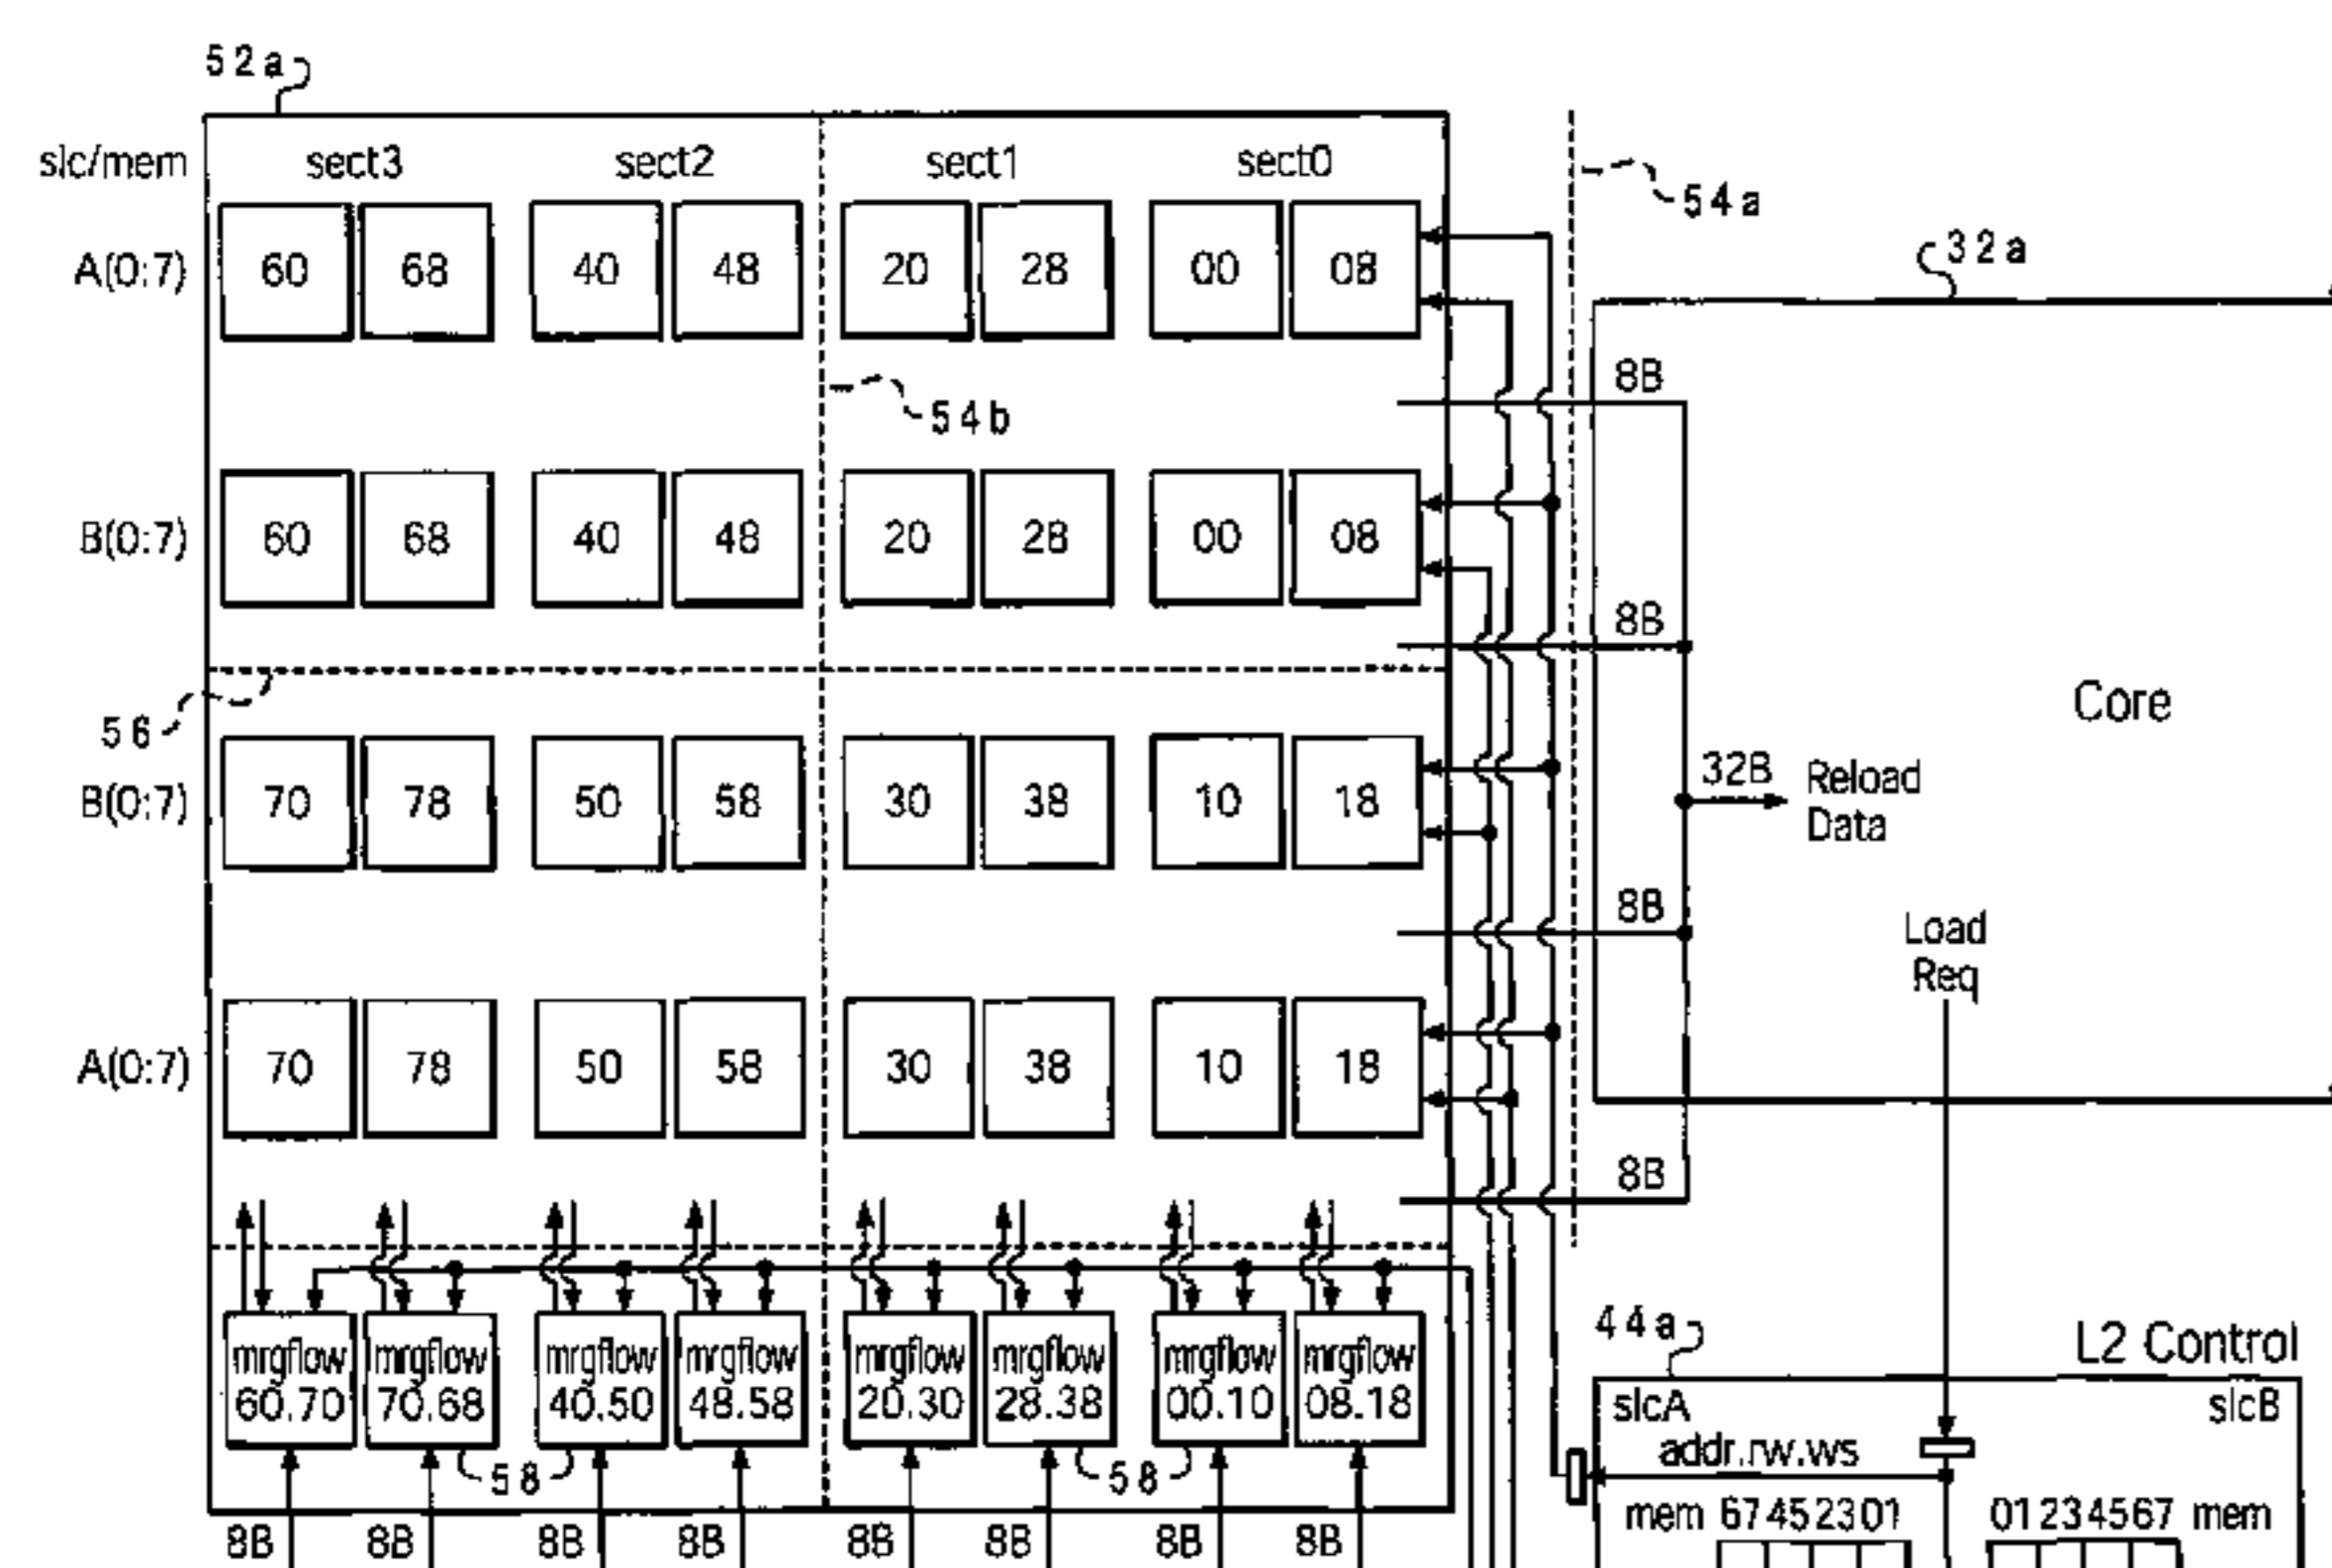 52a
slc/mem sect3 sect2 sect1 sect0
54a
A(0:7) 60 68 40 48 20 28 00 08
32a
8B
54b
B(0:7) 60 68 40 48 20 28 00 08
8B
56
Core
B(0:7) 70 78 50 58 30 38 10 18
32B Reload
Data
8B
Load
Req
A(0:7) 70 78 50 58 30 38 10 18
8B
44a
L2 Control
mrgflow mrgflow mrgflow mrgflow mrgflow mrgflow mrgflow mrgflow
60.70 70.68 40.50 48.58 20.30 28.38 00.10 08.18
slcA slcB
addr.rw.ws
58 58
mem 67452301 01234567 mem
8B 8B 8B 8B 8B 8B 8B 8B